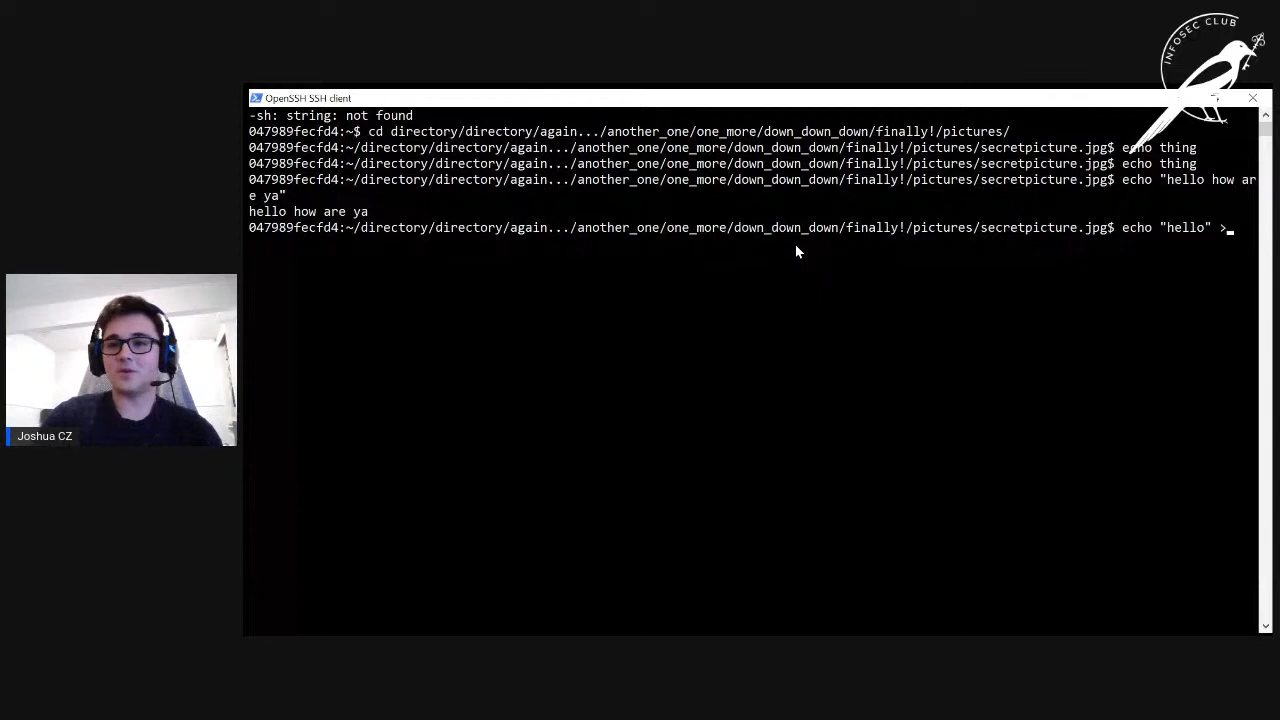 INFOSEC CLUB
OpenSSH SSH client
-sh: string: not found
047989fecfd4:~$ cd directory/directory/again.../another_one/one_more/down_down_down/finally!/pictures/
047989fecfd4:~/directory/directory/again.../another_one/one_more/down_down_down/finally!/pictures/secretpicture.jpg$ echo thing
047989fecfd4:~/directory/directory/again.../another_one/one_more/down_down_down/finally!/pictures/secretpicture.jpg$ echo thing
047989fecfd4:~/directory/directory/again.../another_one/one_more/down_down_down/finally!/pictures/secretpicture.jpg$ echo "hello how ar
e ya"
hello how are ya
047989fecfd4:~/directory/directory/again.../another_one/one_more/down_down_down/finally!/pictures/secretpicture.jpg$ echo "hello" >
Joshua CZ